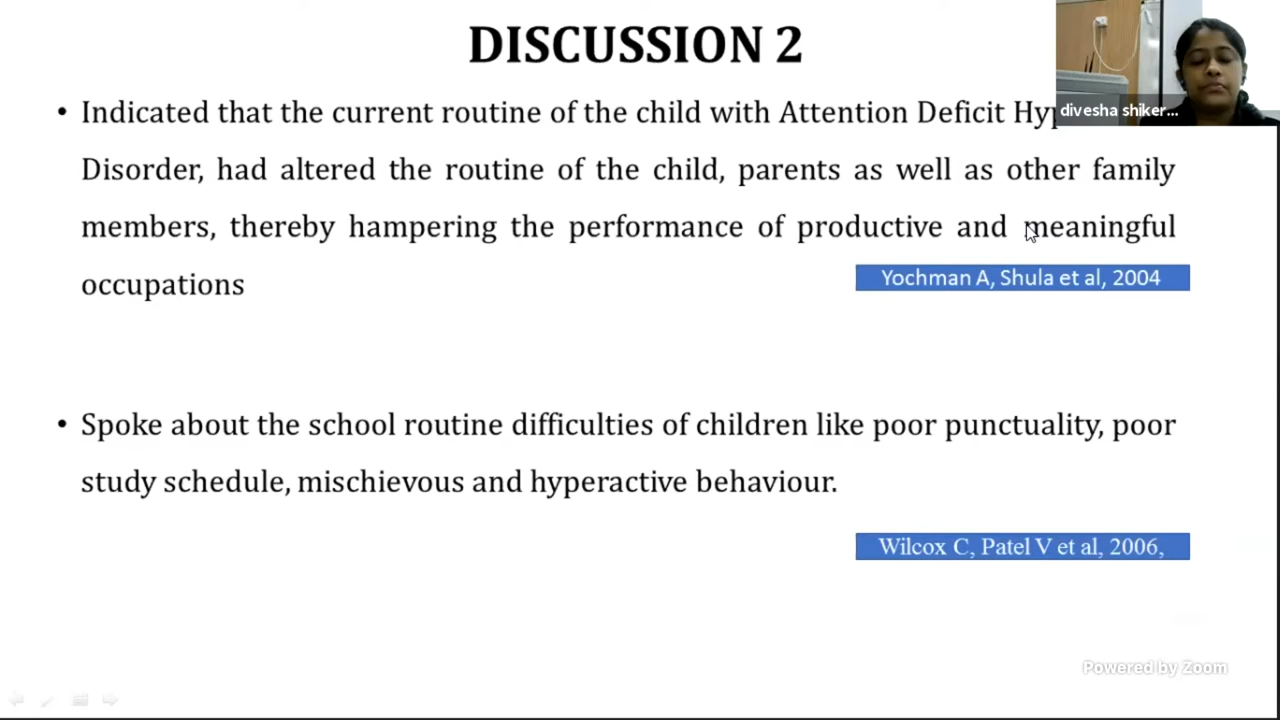 DISCUSSION 2
• Indicated that the current routine of the child with Attention Deficit
divesha shiker...
Disorder, had altered the routine of the child, parents as well as other family
members, thereby hampering the performance of productive and meaningful
occupations
Yochman A, Shula et al, 2004
• Spoke about the school routine difficulties of children like poor punctuality, poor
study schedule, mischievous and hyperactive behaviour.
Wilcox C, Patel V et al, 2006,
Powered by Zoom